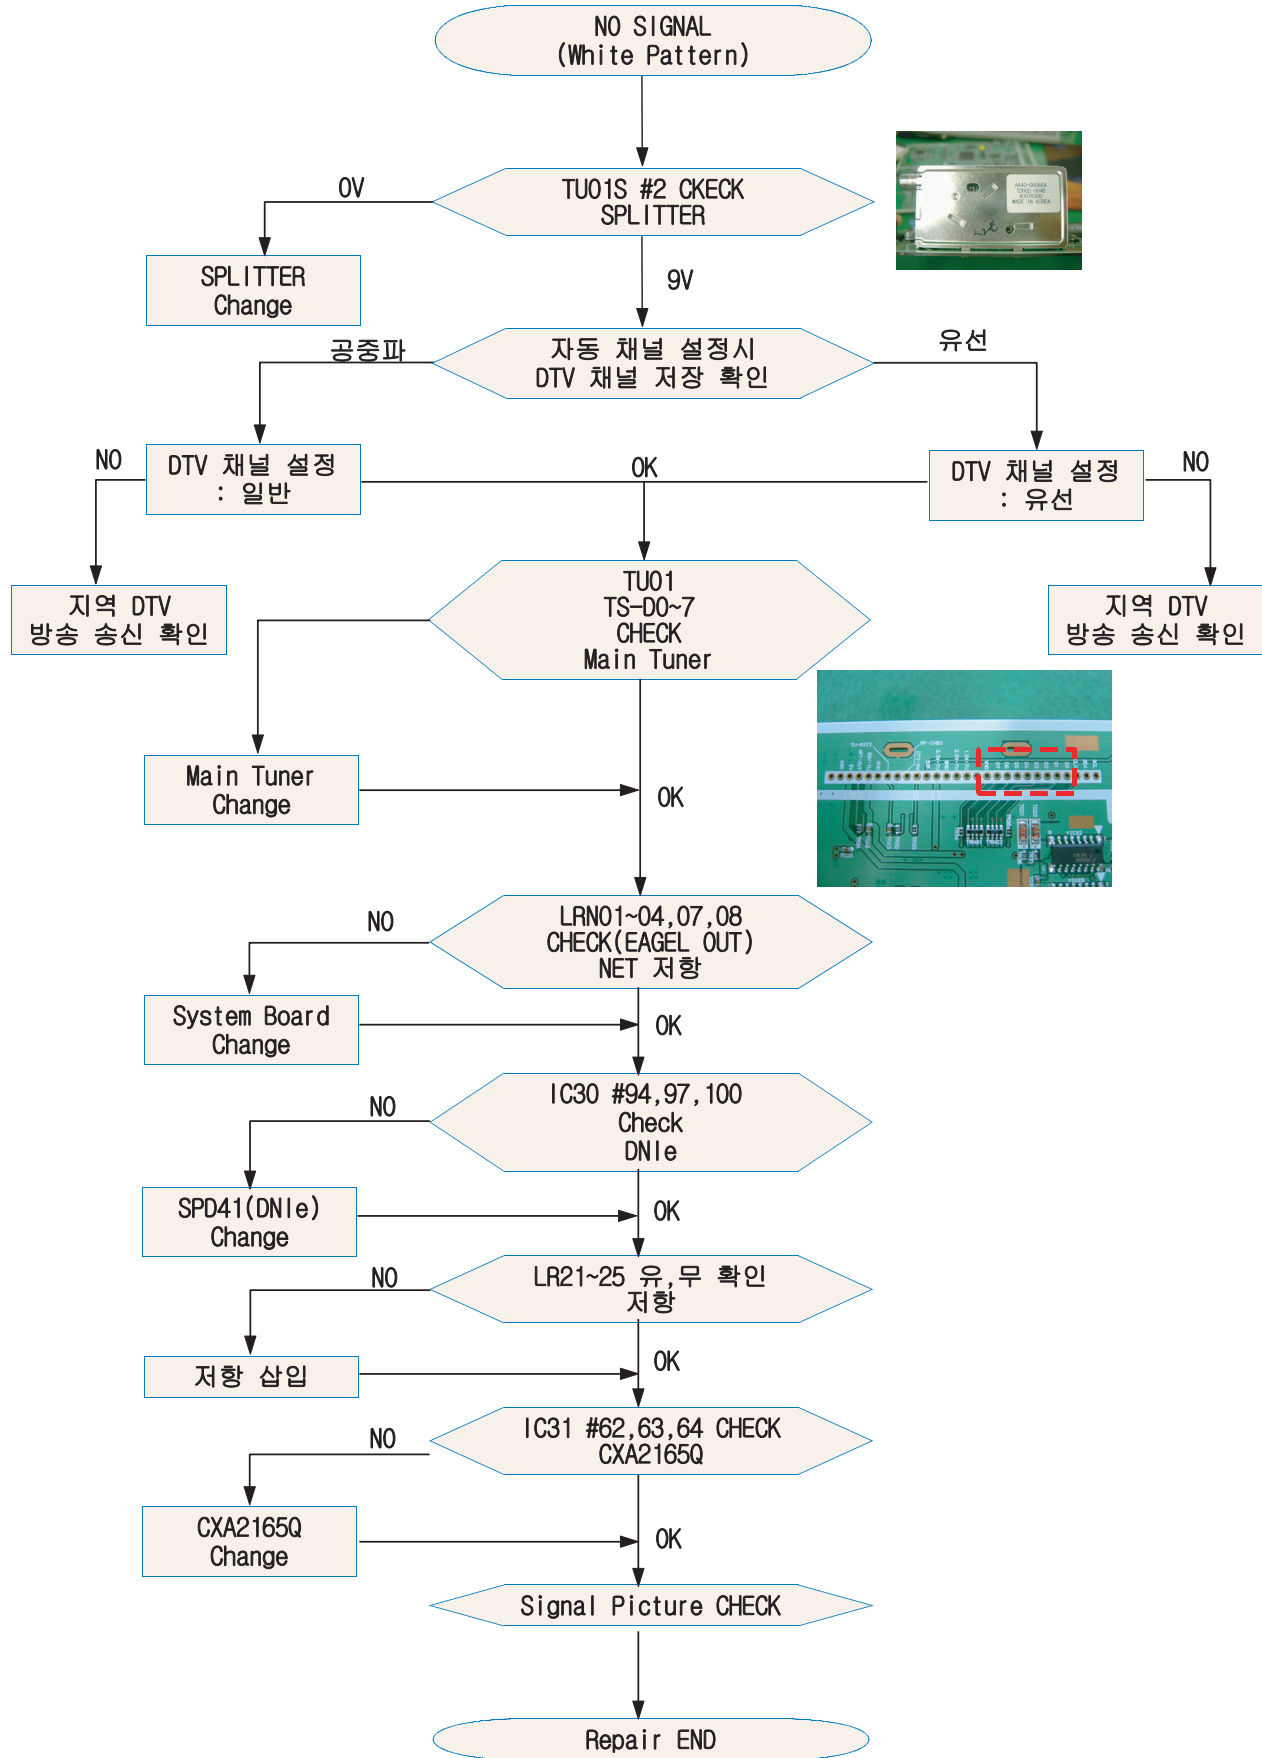 NO SIGNAL
(White Pattern)
0V
TU01S #2 CKECK
SPLITTER
AA40-00000A
MADE IN KOREA
SPLITTER
Change
9V
공중파
자동 채널 설정시
DTV 채널 저장 확인
유선
NO
DTV 채널 설정
: 일반
OK
DTV 채널 설정
: 유선
NO
지역 DTV
방송 송신 확인
TU01
TS-D0~7
CHECK
Main Tuner
지역 DTV
방송 송신 확인
Main Tuner
Change
OK
NO
LRN01~04,07,08
CHECK(EAGEL OUT)
NET 저항
System Board
Change
OK
NO
IC30 #94,97,100
Check
DNIe
SPD41(DNIe)
Change
OK
NO
LR21~25 유,무 확인
저항
저항 삽입
OK
NO
IC31 #62,63,64 CHECK
CXA2165Q
CXA2165Q
Change
OK
Signal Picture CHECK
Repair END